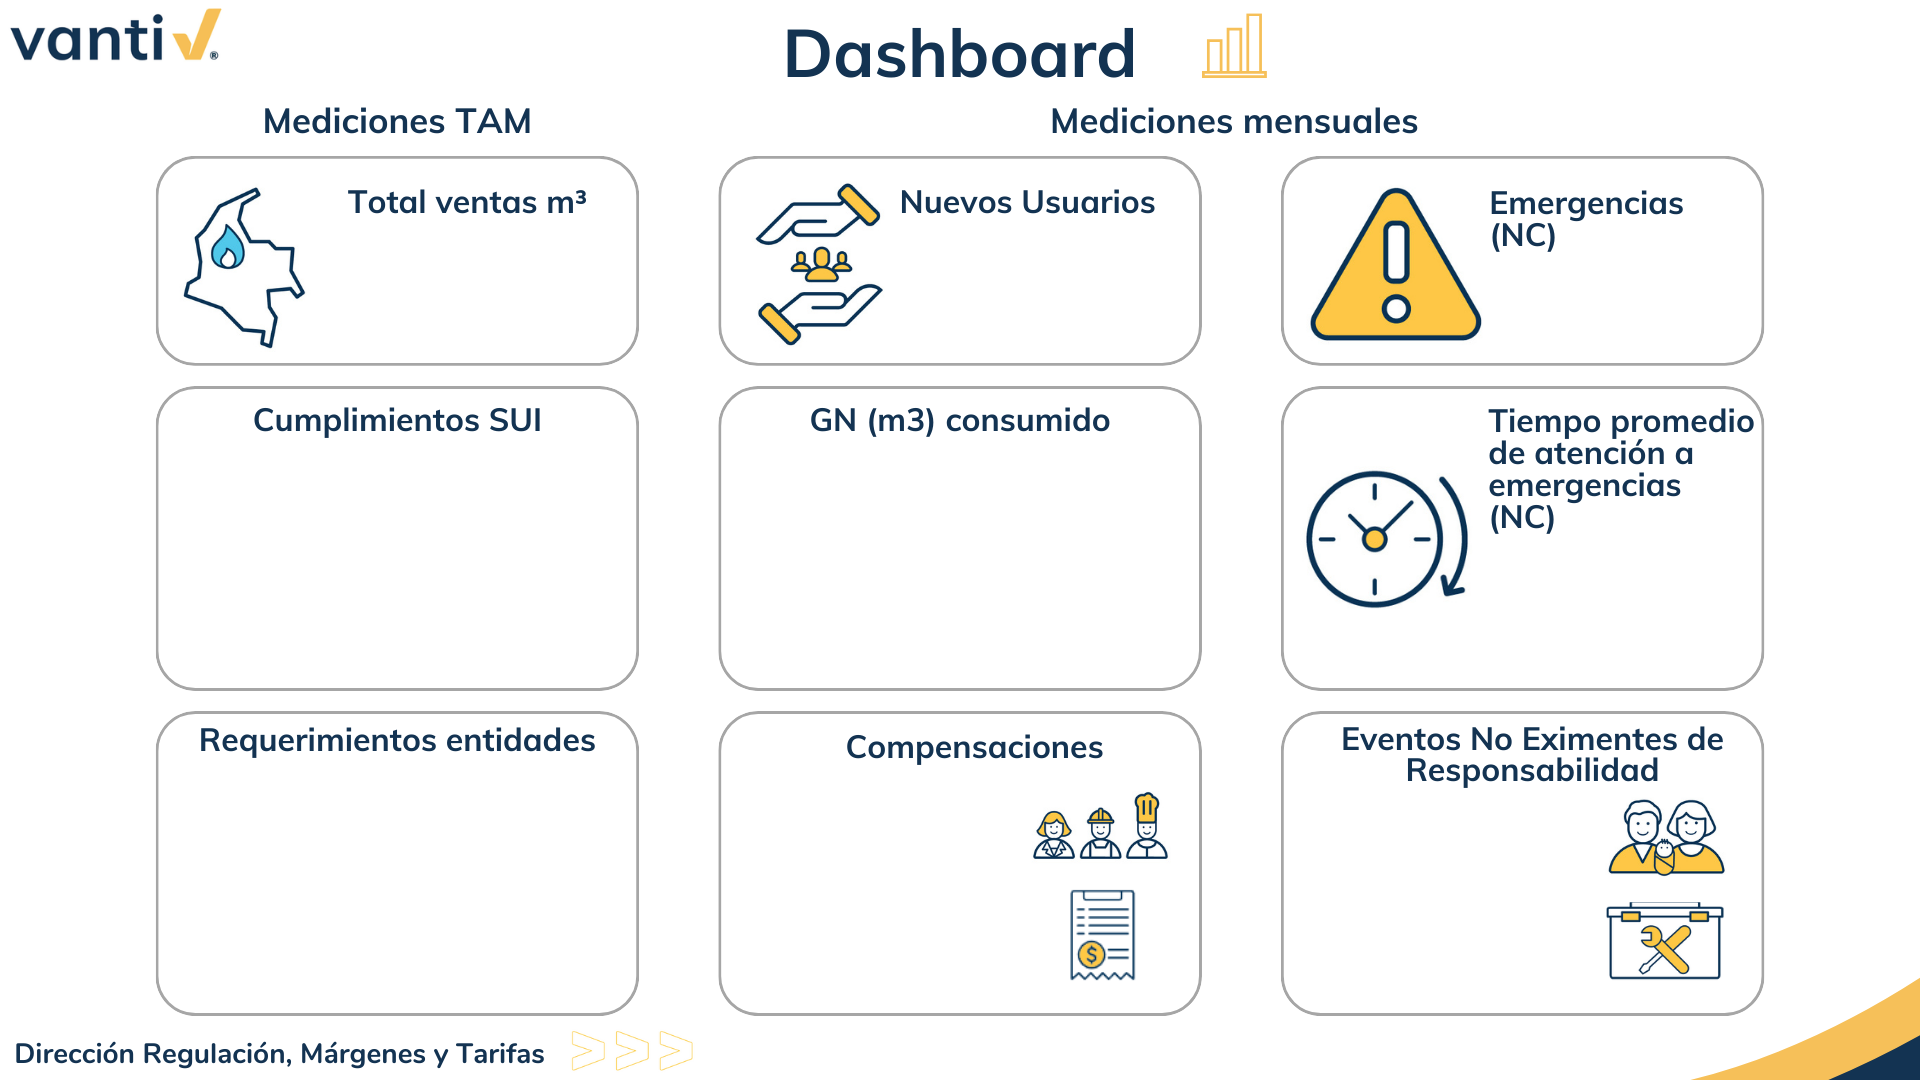 vanti
®
Dashboard
Mediciones TAM
Mediciones mensuales
Total ventas m³
Nuevos Usuarios
Emergencias
(NC)
Cumplimientos SUI
GN (m3) consumido
Tiempo promedio
de atención a
emergencias
(NC)
Requerimientos entidades
Compensaciones
$
Eventos No Eximentes de
Responsabilidad
Dirección Regulación, Márgenes y Tarifas